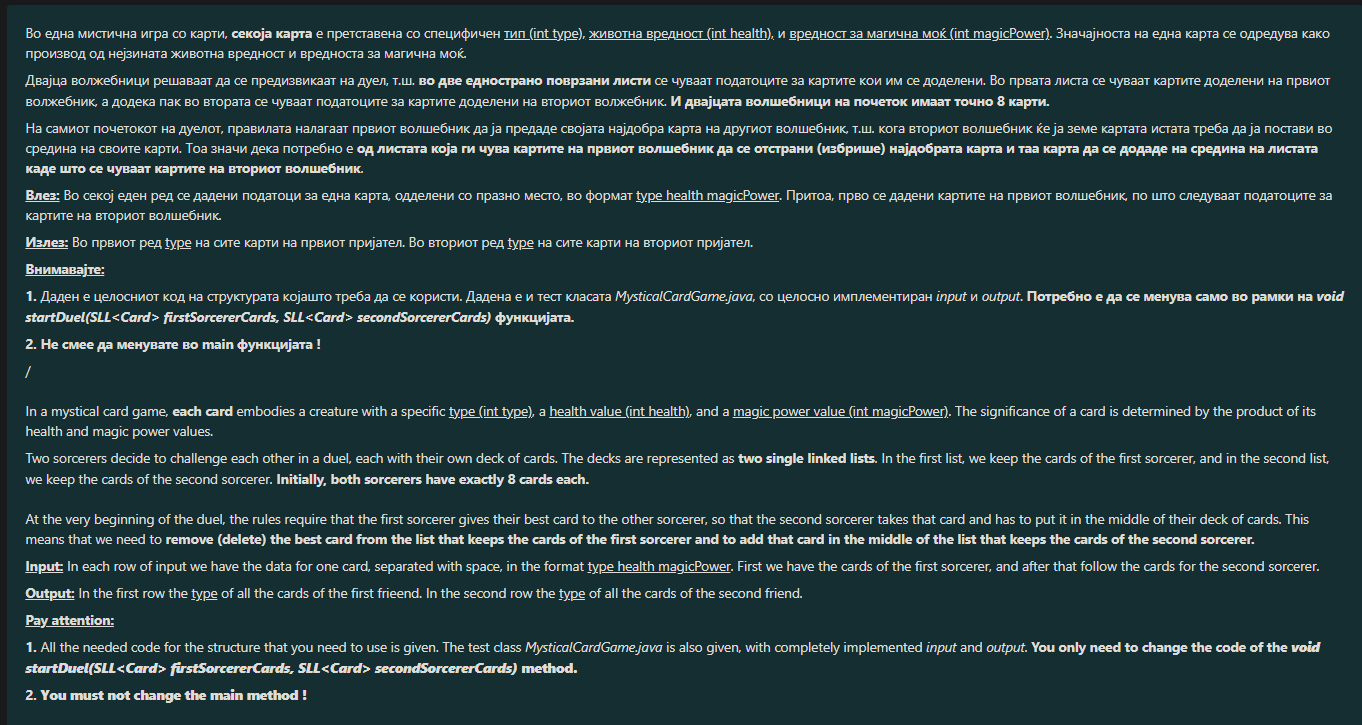 Во една мистична игра со карти, секоја карта е претставена со специфичен тип (int type), животна вредност (int health), и вредност за магична моќ (int magicPower). Значајноста на една карта се одредува како
производ од нејзината животна вредност и вредноста за магична моќ.
Двајца волжебници решаваат да се предизвикаат на дуел, т.ш. во две еднострано поврзани листи се чуваат податоците за картите кои им се доделени. Во првата листа се чуваат картите доделени на првиот
волжебник, а додека пак во втората се чуваат податоците за картите доделени на вториот волжебник. И двајцата волшебници на почеток имаат точно 8 карти.
На самиот почетокот на дуелот, правилата налагаат првиот волшебник да ја предаде својата најдобра карта на другиот волшебник, т.ш. кога вториот волшебник ќе ја земе картата истата треба да ја постави во
средина на своите карти. Тоа значи дека потребно е од листата која ги чува картите на првиот волшебник да се отстрани (избрише) најдобрата карта и таа карта да се додаде на средина на листата
каде што се чуваат картите на вториот волшебник.
Влез: Во секој еден ред се дадени податоци за една карта, одделени со празно место, во формат type health magicPower. Притоа, прво се дадени картите на првиот волшебник, по што следуваат податоците за
картите на вториот волшебник.
Излез: Во првиот ред type на сите карти на првиот пријател. Во вториот ред type на сите карти на вториот пријател.
Внимавајте:
1. Даден е целосниот код на структурата којашто треба да се користи. Дадена е и тест класата MysticalCardGame.java, со целосно имплементиран input и output. Потребно е да се менува само во рамки на void
startDuel(SLL<Card> firstSorcererCards, SLL<Card> secondSorcererCards) функцијата.
2. Не смее да менувате во main функцијата !
/
In a mystical card game, each card embodies a creature with a specific type (int type), a health value (int health), and a magic power value (int magicPower). The significance of a card is determined by the product of its
health and magic power values.
Two sorcerers decide to challenge each other in a duel, each with their own deck of cards. The decks are represented as two single linked lists. In the first list, we keep the cards of the first sorcerer, and in the second list,
we keep the cards of the second sorcerer. Initially, both sorcerers have exactly 8 cards each.
At the very beginning of the duel, the rules require that the first sorcerer gives their best card to the other sorcerer, so that the second sorcerer takes that card and has to put it in the middle of their deck of cards. This
means that we need to remove (delete) the best card from the list that keeps the cards of the first sorcerer and to add that card in the middle of the list that keeps the cards of the second sorcerer.
Input: In each row of input we have the data for one card, separated with space, in the format type health magicPower. First we have the cards of the first sorcerer, and after that follow the cards for the second sorcerer.
Output: In the first row the type of all the cards of the first frieend. In the second row the type of all the cards of the second friend.
Pay attention:
1. All the needed code for the structure that you need to use is given. The test class MysticalCardGame.java is also given, with completely implemented input and output. You only need to change the code of the void
startDuel(SLL<Card> firstSorcererCards, SLL<Card> secondSorcererCards) method.
2. You must not change the main method !